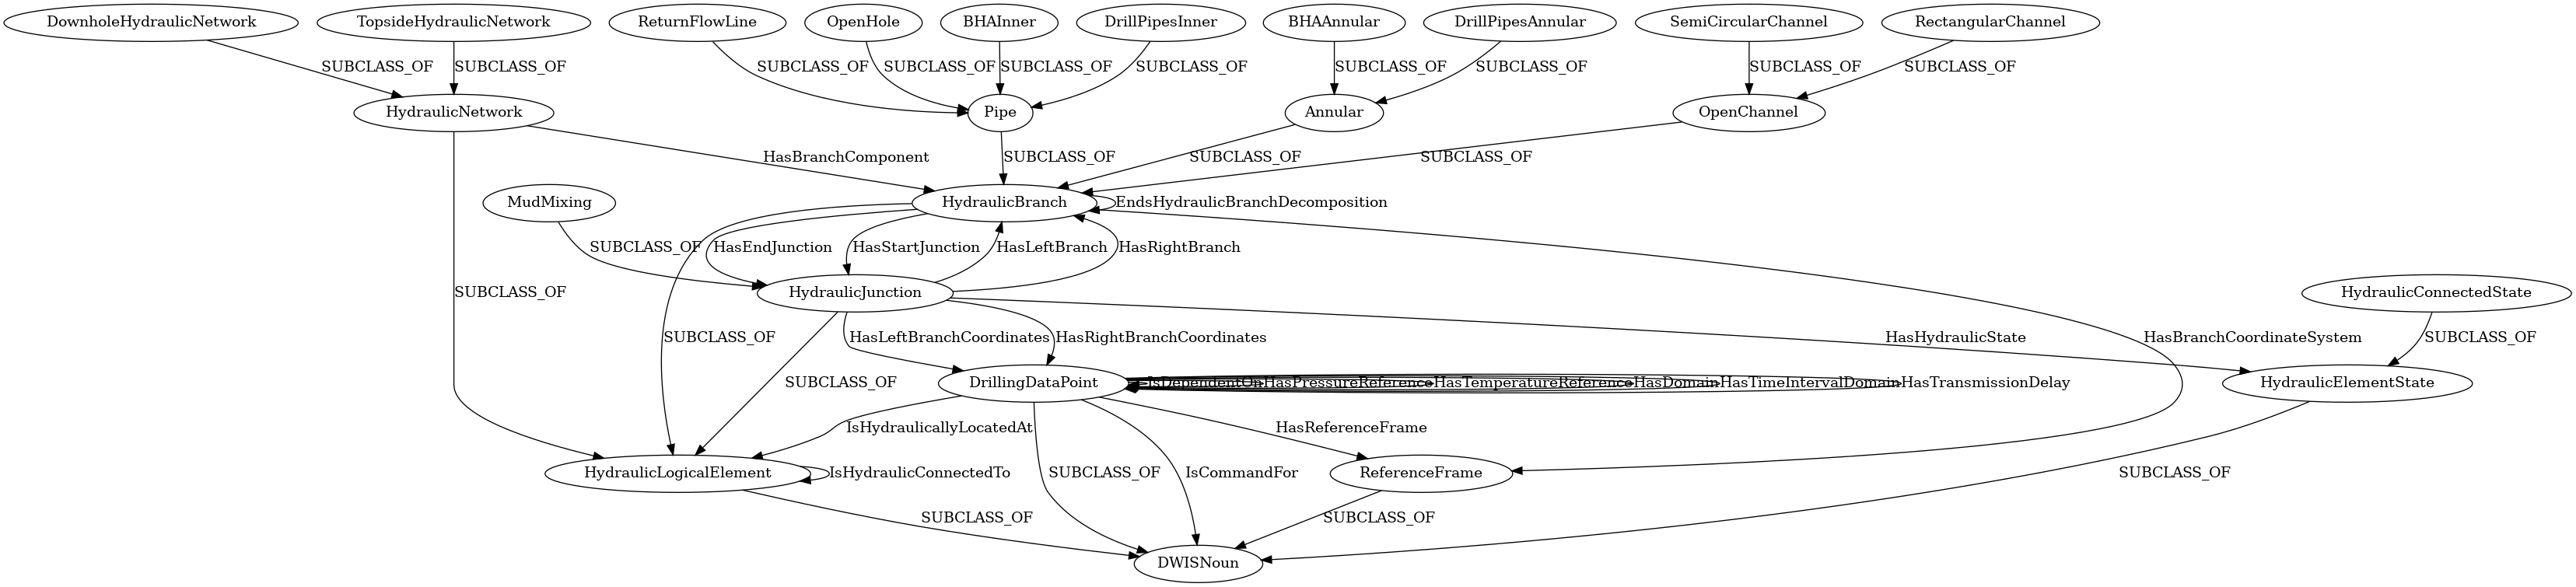 DownholeHydraulicNetwork
TopsideHydraulicNetwork
ReturnFlowLine
OpenHole
BHAInner
DrillPipesInner
BHAAnnular
DrillPipesAnnular
SemiCircularChannel
RectangularChannel
SUBCLASS_OF
SUBCLASS_OF
SUBCLASS_OF
SUBCLASS_OF
SUBCLASS_OF
SUBCLASS_OF
SUBCLASS_OF
SUBCLASS_OF
SUBCLASS_OF
SUBCLASS_OF
HydraulicNetwork
Pipe
Annular
OpenChannel
HasBranchComponent
SUBCLASS_OF
SUBCLASS_OF
SUBCLASS_OF
MudMixing
HydraulicBranch
EndsHydraulicBranchDecomposition
SUBCLASS_OF
HasEndJunction
HasStartJunction
HasLeftBranch
HasRightBranch
SUBCLASS_OF
HydraulicJunction
HydraulicConnectedState
SUBCLASS_OF
HasLeftBranchCoordinates
HasRightBranchCoordinates
HasHydraulicState
HasBranchCoordinateSystem
SUBCLASS_OF
SUBCLASS_OF
DrillingDataPoint
IsDependentOn
HasPressureReference
HasTemperatureReference
HasDomain
HasTimeIntervalDomain
HasTransmissionDelay
HydraulicElementState
IsHydraulicallyLocatedAt
HasReferenceFrame
HydraulicLogicalElement
IsHydraulicConnectedTo
SUBCLASS_OF
IsCommandFor
ReferenceFrame
SUBCLASS_OF
SUBCLASS_OF
SUBCLASS_OF
DWISNoun